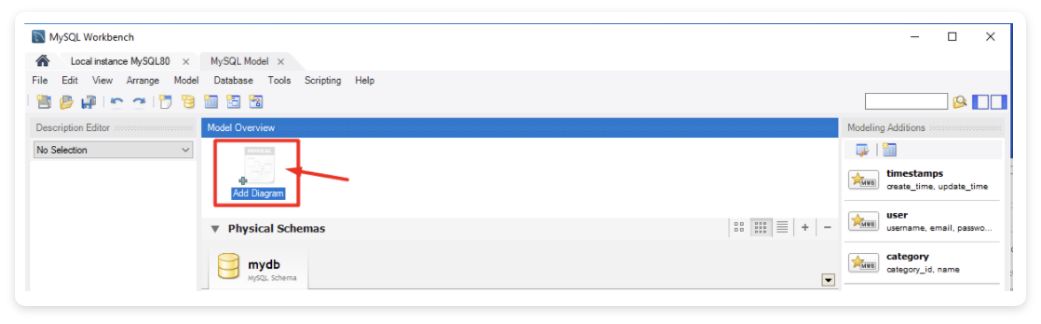 MySQL Workbench
Local instance MySQL80 ×
MySQL Model ×
File Edit View Arrange Model Database Tools Scripting Help
Description Editor
Model Overview
Modeling Additions
No Selection
Add Diagram
timestamps
create_time, update_time
Physical Schemas
user
username, email, passwo...
mydb
MySQL Schema
category
category_id, name